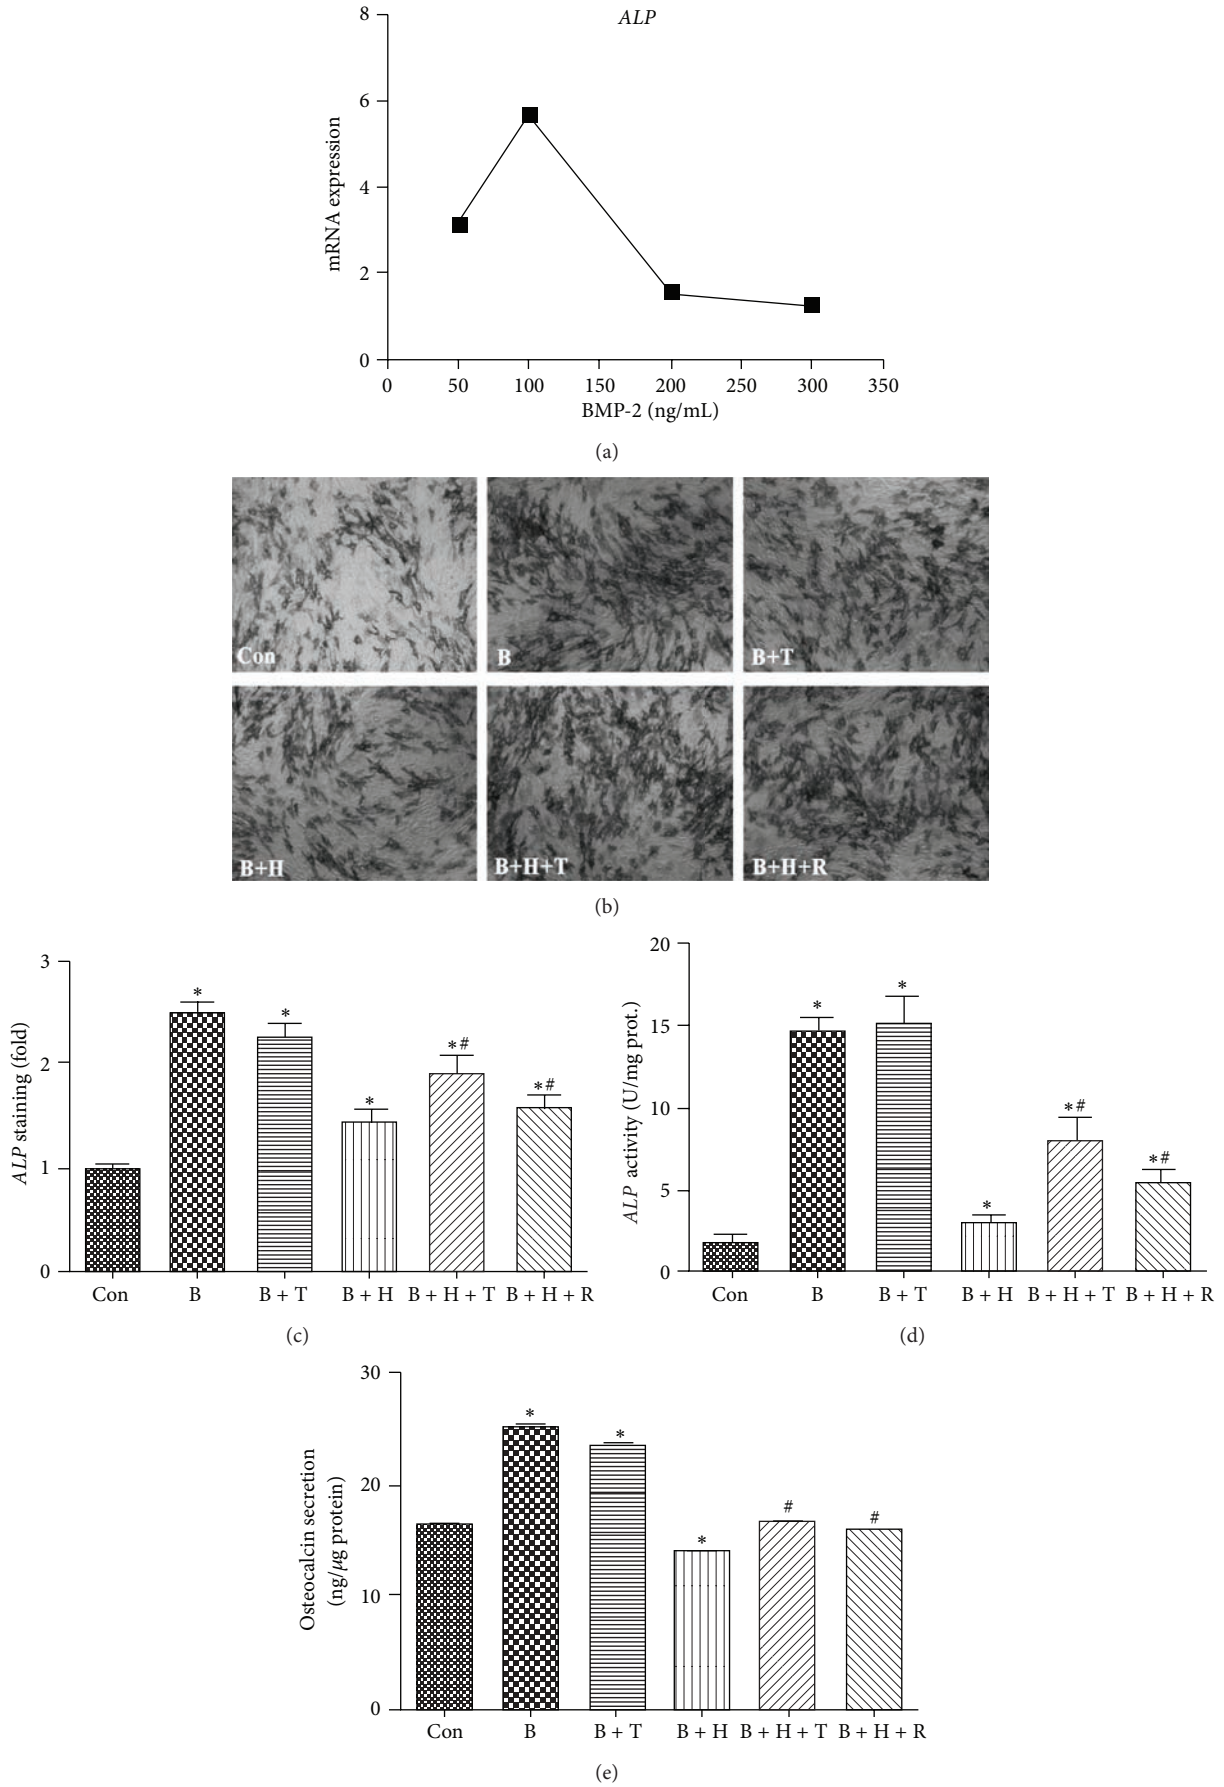 ALP
8
6
4
2
0
mRNA expression
0 50 100 150 200 250 300 350
BMP-2 (ng/mL)
(a)
Con B B+T
B+H B+H+T B+H+R
(b)
3
2
1
0
ALP staining (fold)
* * * *# *#
Con B B + T B + H B + H + T B + H + R
(c)
20
15
10
5
0
ALP activity (U/mg prot.)
* * * *# *#
Con B B + T B + H B + H + T B + H + R
(d)
30
20
10
0
Osteocalcin secretion
(ng/μg protein)
* * * # #
Con B B + T B + H B + H + T B + H + R
(e)